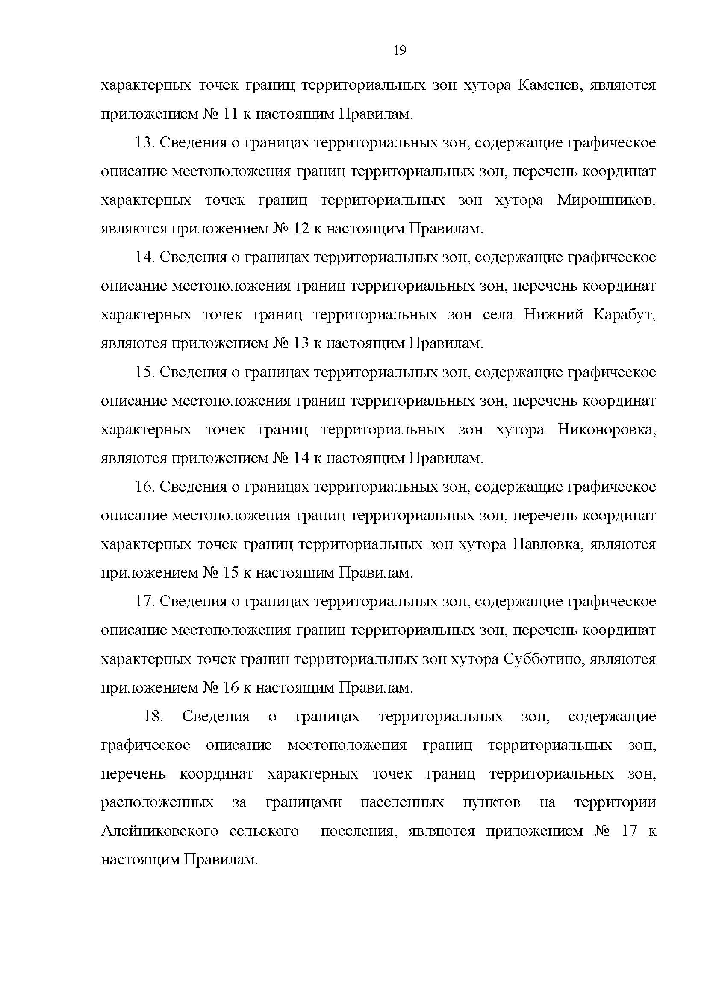 19
характерных точек границ территориальных зон хутора Каменев, являются
приложением № 11 к настоящим Правилам.
13. Сведения о границах территориальных зон, содержащие графическое
описание местоположения границ территориальных зон, перечень координат
характерных точек границ территориальных зон хутора Мирошников,
являются приложением № 12 к настоящим Правилам.
14. Сведения о границах территориальных зон, содержащие графическое
описание местоположения границ территориальных зон, перечень координат
характерных точек границ территориальных зон села Нижний Карабут,
являются приложением № 13 к настоящим Правилам.
15. Сведения о границах территориальных зон, содержащие графическое
описание местоположения границ территориальных зон, перечень координат
характерных точек границ территориальных зон хутора Никоноровка,
являются приложением № 14 к настоящим Правилам.
16. Сведения о границах территориальных зон, содержащие графическое
описание местоположения границ территориальных зон, перечень координат
характерных точек границ территориальных зон хутора Павловка, являются
приложением № 15 к настоящим Правилам.
17. Сведения о границах территориальных зон, содержащие графическое
описание местоположения границ территориальных зон, перечень координат
характерных точек границ территориальных зон хутора Субботино, являются
приложением № 16 к настоящим Правилам.
18. Сведения о границах территориальных зон, содержащие
графическое описание местоположения границ территориальных зон,
перечень координат характерных точек границ территориальных зон,
расположенных за границами населенных пунктов на территории
Алейниковского сельского поселения, являются приложением № 17 к
настоящим Правилам.